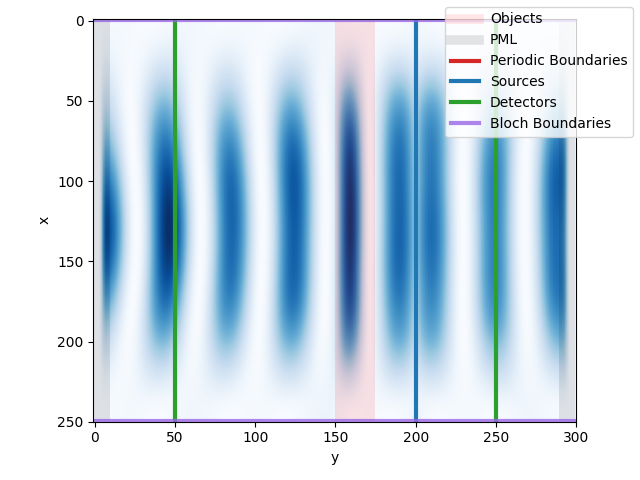 Objects
PML
Periodic Boundaries
Sources
Detectors
Bloch Boundaries
0
50
100
150
200
250
x
0
50
100
150
200
250
300
y